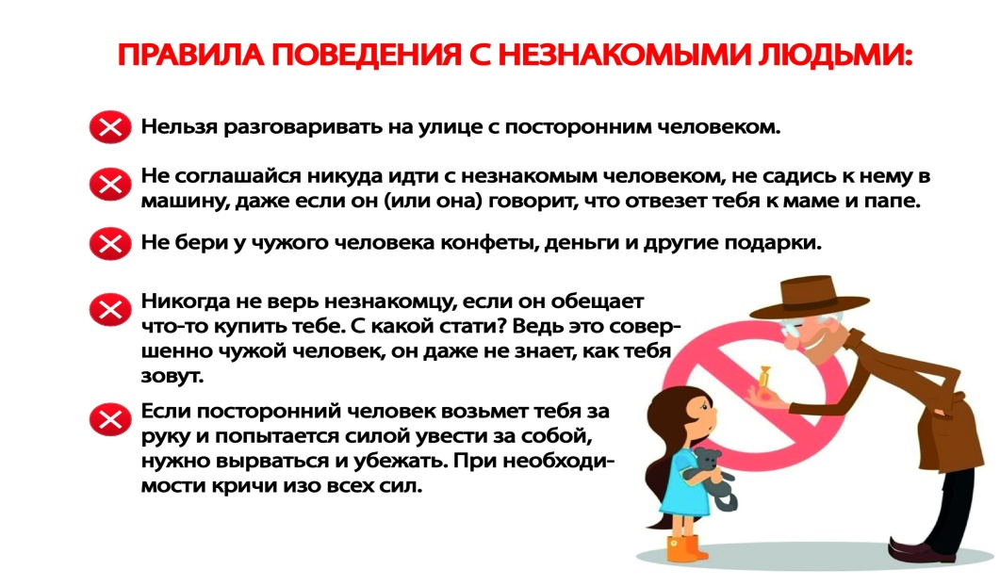 ПРАВИЛА ПОВЕДЕНИЯ С НЕЗНАКОМЫМИ ЛЮДЬМИ:
Нельзя разговаривать на улице с посторонним человеком.
Не соглашайся никуда идти с незнакомым человеком, не садись к нему в
машину, даже если он (или она) говорит, что отвезет тебя к маме и папе.
Не бери у чужого человека конфеты, деньги и другие подарки.
Никогда не верь незнакомцу, если он обещает
что-то купить тебе. С какой стати? Ведь это совер-
шенно чужой человек, он даже не знает, как тебя
зовут.
Если посторонний человек возьмет тебя за
руку и попытается силой увести за собой,
нужно вырваться и убежать. При необходи-
мости кричи изо всех сил.